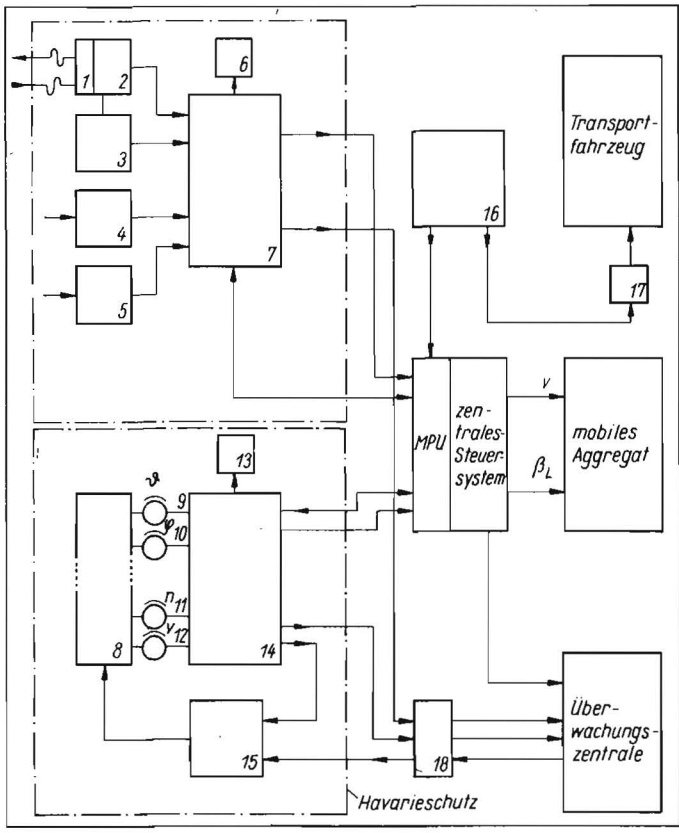 1
2
3
4
5
6
7
16
Transport-
fahrzeug
17
MPU
zen-
trales-
Steuer-
system
v
β_L
mobiles
Aggregat
13
ϑ
9
φ
10
n
11
v
12
8
14
15
18
Über-
wachungs-
zentrale
Havarieschutz